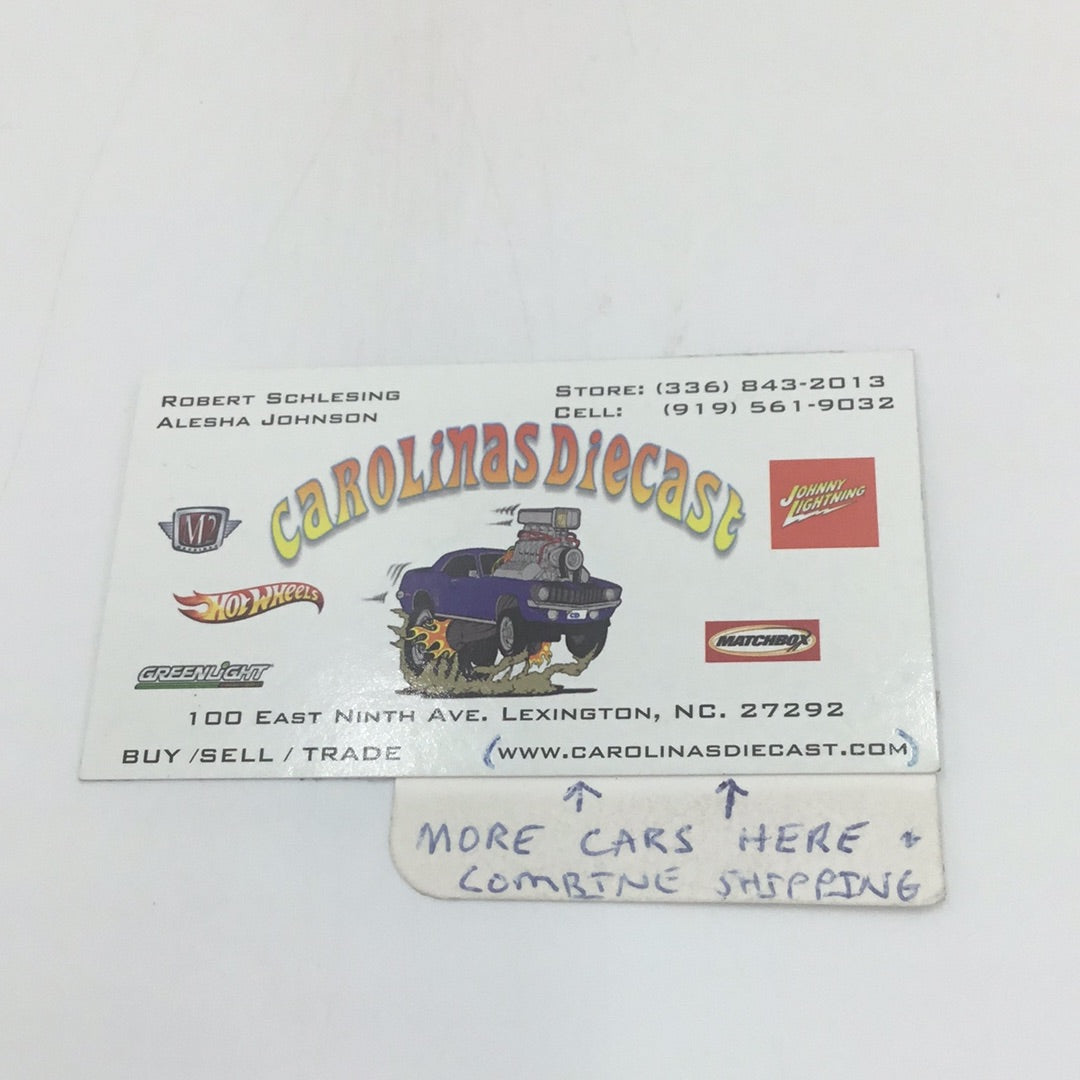 ROBERT SCHLESING
ALESHA JOHNSON
STORE: (336) 843-2013
CELL: (919) 561-9032
CAROLINAS DIECAST
M2
JOHNNY
LIGHTNING
HOT WHEELS
MATCHBOX
GREENLIGHT
100 EAST NINTH AVE. LEXINGTON, NC. 27292
BUY /SELL / TRADE (WWW.CAROLINASDIECAST.COM)
MORE CARS HERE +
COMBINE SHIPPING